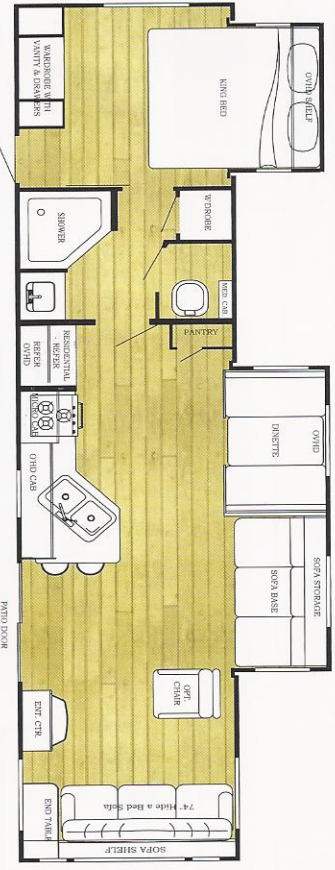 OVHD SHELF
KING BED
WARDROBE WITH
VANITY & DRAWERS
W'DROBE
SHOWER
MED. CAB
PANTRY
RESIDENTIAL
- REFER
REFER
OVHD
MICRO CAB
O'HD CAB
OVHD
DINETTE
SOFA STORAGE
SOFA BASE
PATIO DOOR
OPT.
CHAIR
ENT. CTR.
74" Hide a Bed Sofa
END TABLE
SOFA SHELF